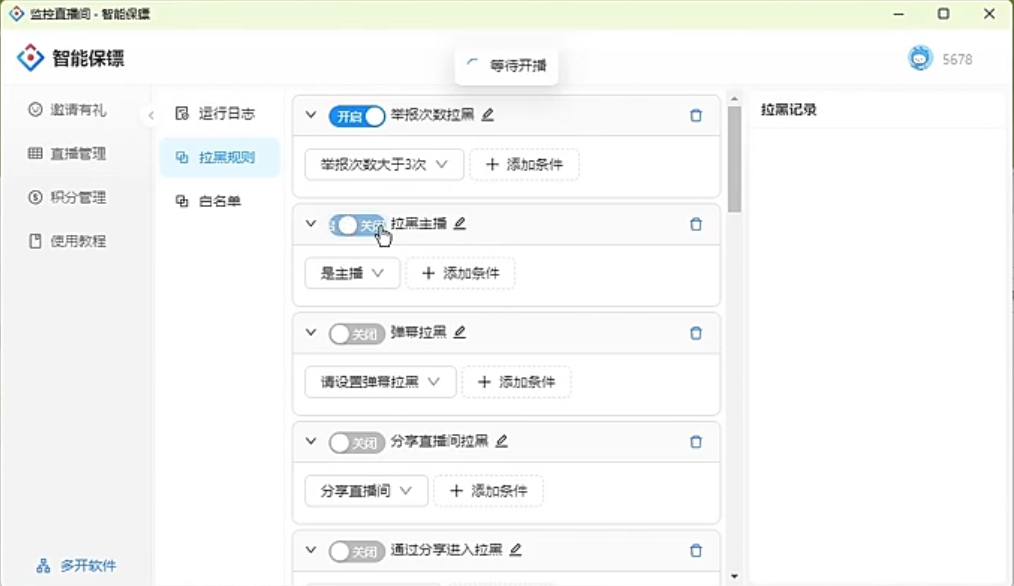 监控直播间 - 智能保镖
智能保镖
等待开播
5678
邀请有礼
直播管理
积分管理
使用教程
多开软件
运行日志
拉黑规则
白名单
开启 举报次数拉黑
举报次数大于3次
添加条件
关闭 拉黑主播
是主播
添加条件
关闭 弹幕拉黑
请设置弹幕拉黑
添加条件
关闭 分享直播间拉黑
分享直播间
添加条件
关闭 通过分享进入拉黑
拉黑记录